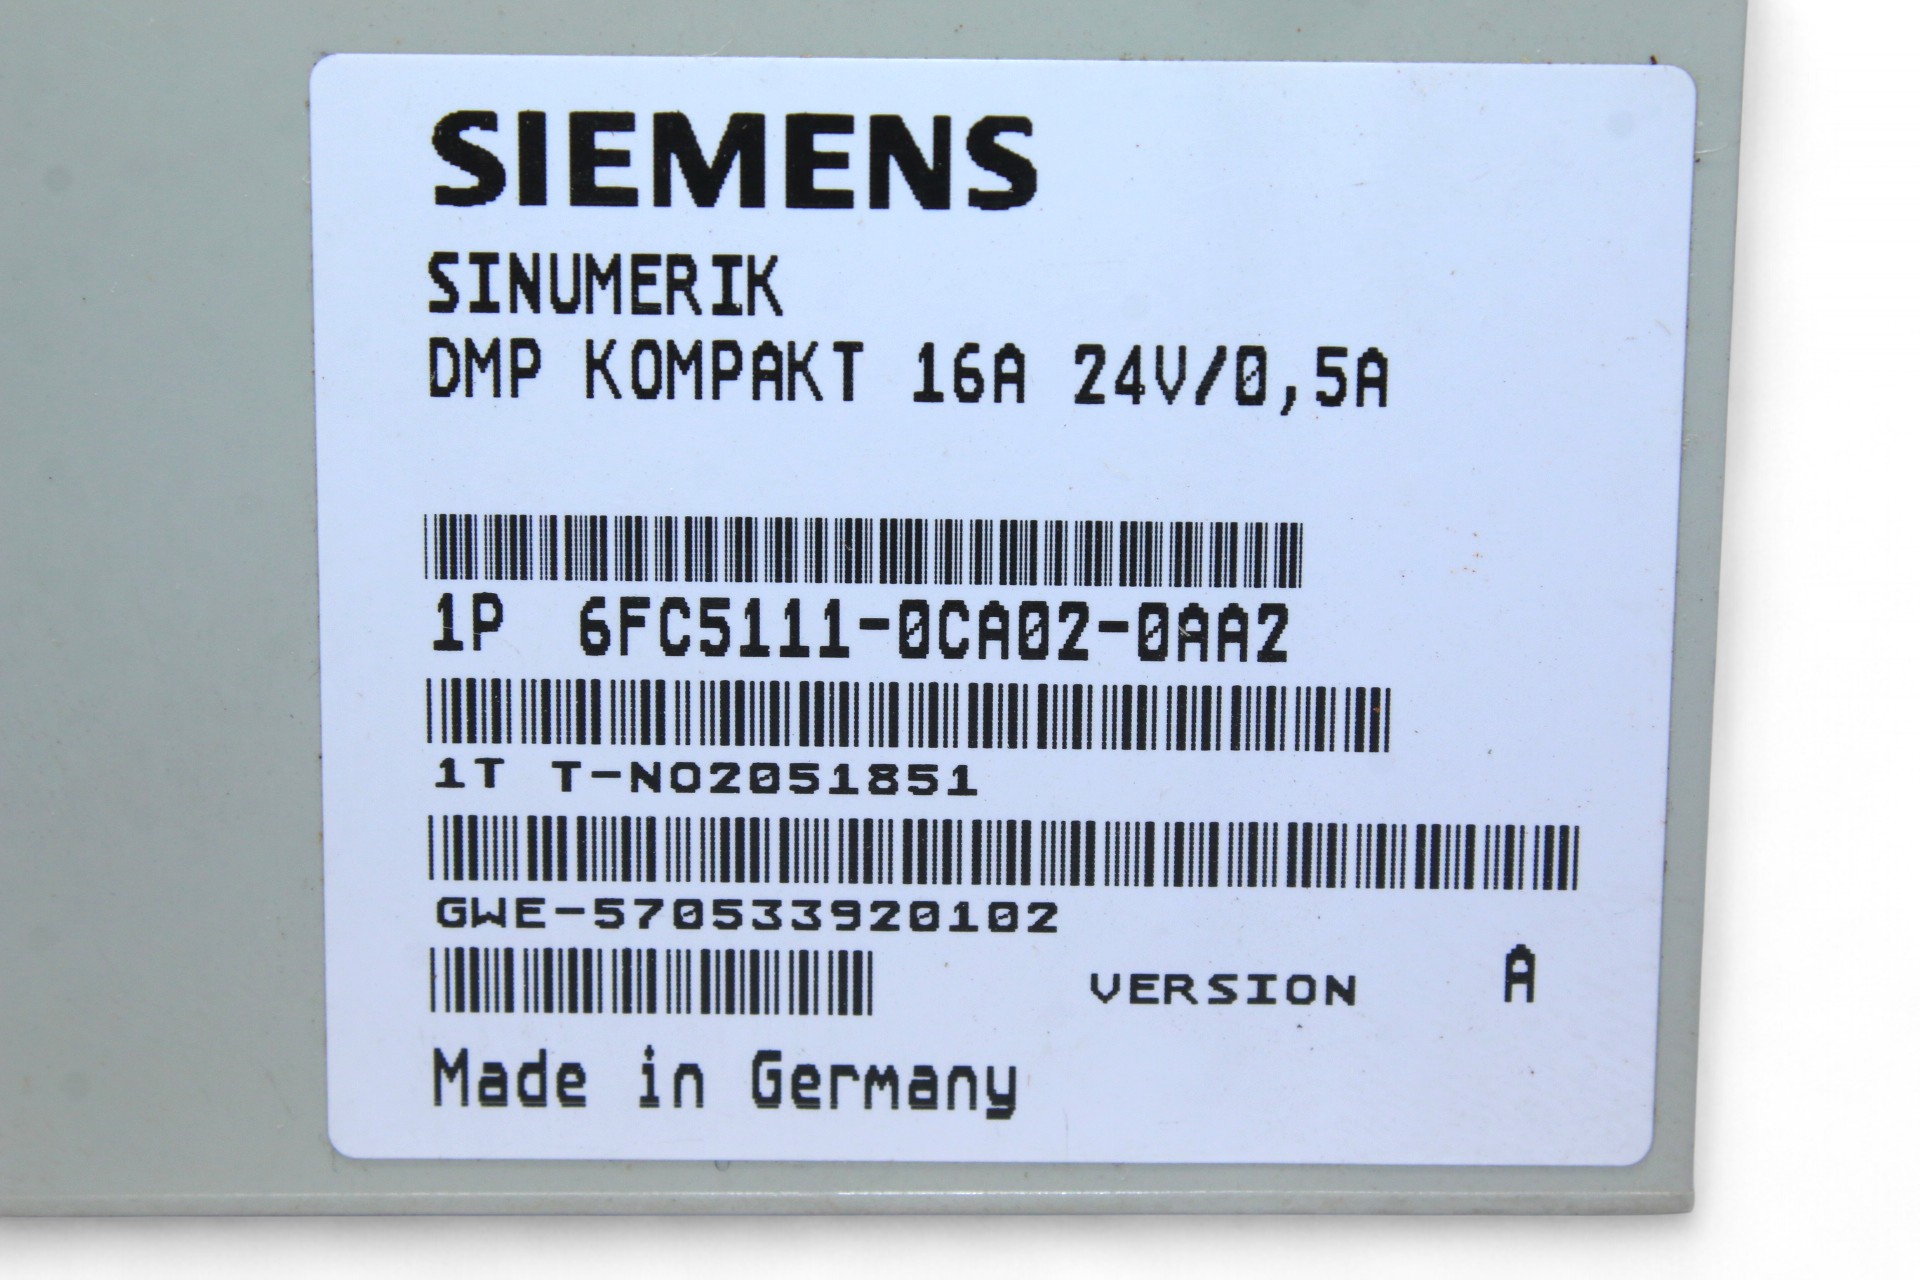 SIEMENS
SINUMERIK
DMP KOMPAKT 16A 24V/0,5A
1P 6FC5111-0CA02-0AA2
1T T-NO2051851
GWE-570533920102
VERSION A
Made in Germany